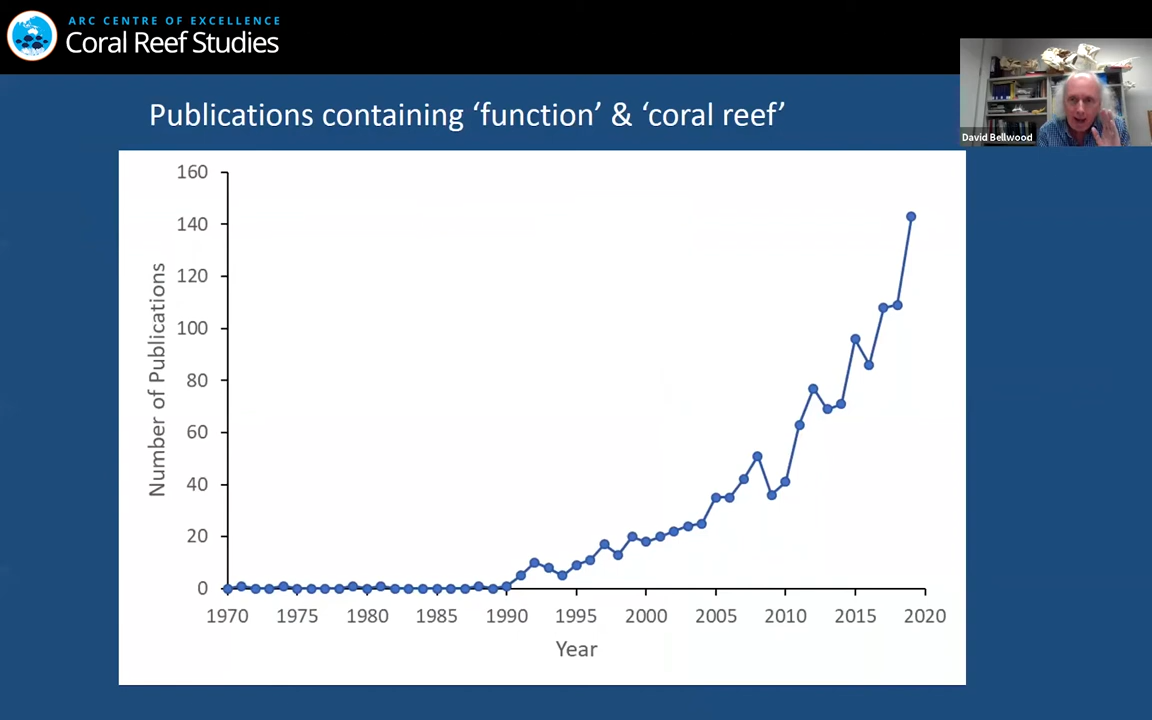 ARC CENTRE OF EXCELLENCE
Coral Reef Studies
David Bellwood
Publications containing ‘function’ & ‘coral reef’
Number of Publications
160
140
120
100
80
60
40
20
0
1970 1975 1980 1985 1990 1995 2000 2005 2010 2015 2020
Year